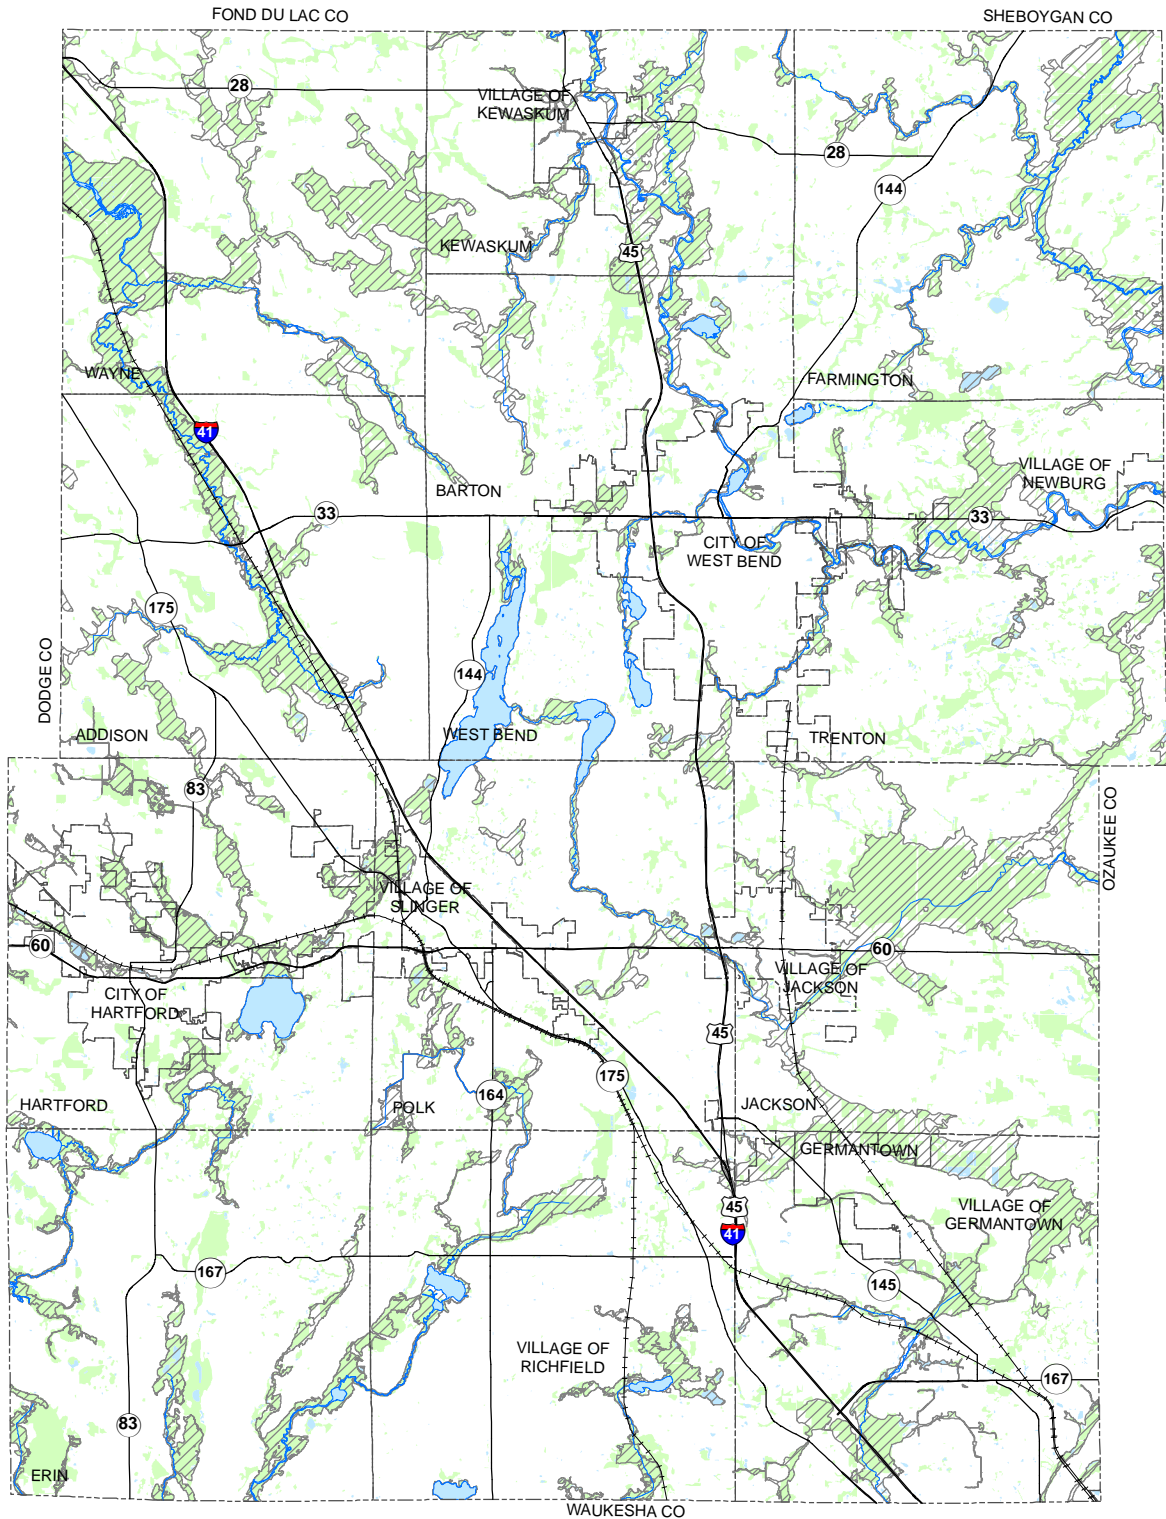 FOND DU LAC CO
SHEBOYGAN CO
28
VILLAGE OF
KEWASKUM
28
144
KEWASKUM
45
WAYNE
FARMINGTON
41
VILLAGE OF
NEWBURG
BARTON
33
33
CITY OF
WEST BEND
175
DODGE CO
144
ADDISON
WEST BEND
TRENTON
83
OZAUKEE CO
VILLAGE OF
SLINGER
60
60
VILLAGE OF
JACKSON
CITY OF
HARTFORD
45
175
164
HARTFORD
POLK
JACKSON
GERMANTOWN
VILLAGE OF
GERMANTOWN
45
41
167
145
VILLAGE OF
RICHFIELD
167
83
ERIN
WAUKESHA CO